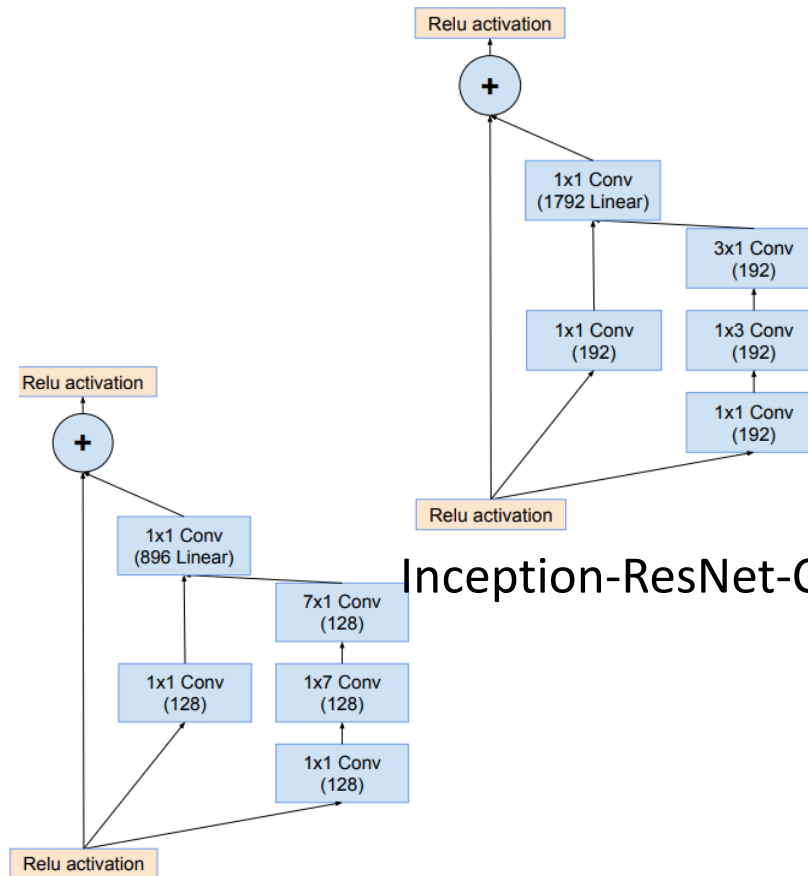 Relu activation
+
1x1 Conv
(1792 Linear)
3x1 Conv
(192)
1x1 Conv
(192)
1x3 Conv
(192)
1x1 Conv
(192)
Relu activation
Inception-ResNet-C
Relu activation
+
1x1 Conv
(896 Linear)
7x1 Conv
(128)
1x1 Conv
(128)
1x7 Conv
(128)
1x1 Conv
(128)
Relu activation